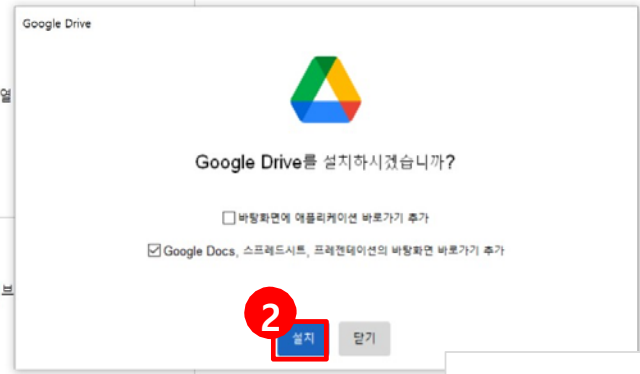 Google Drive
열
Google Drive를 설치하시겠습니까?
바탕화면에 애플리케이션 바로가기 추가
Google Docs, 스프레드시트, 프레젠테이션의 바탕화면 바로가기 추가
브
2
설치 닫기